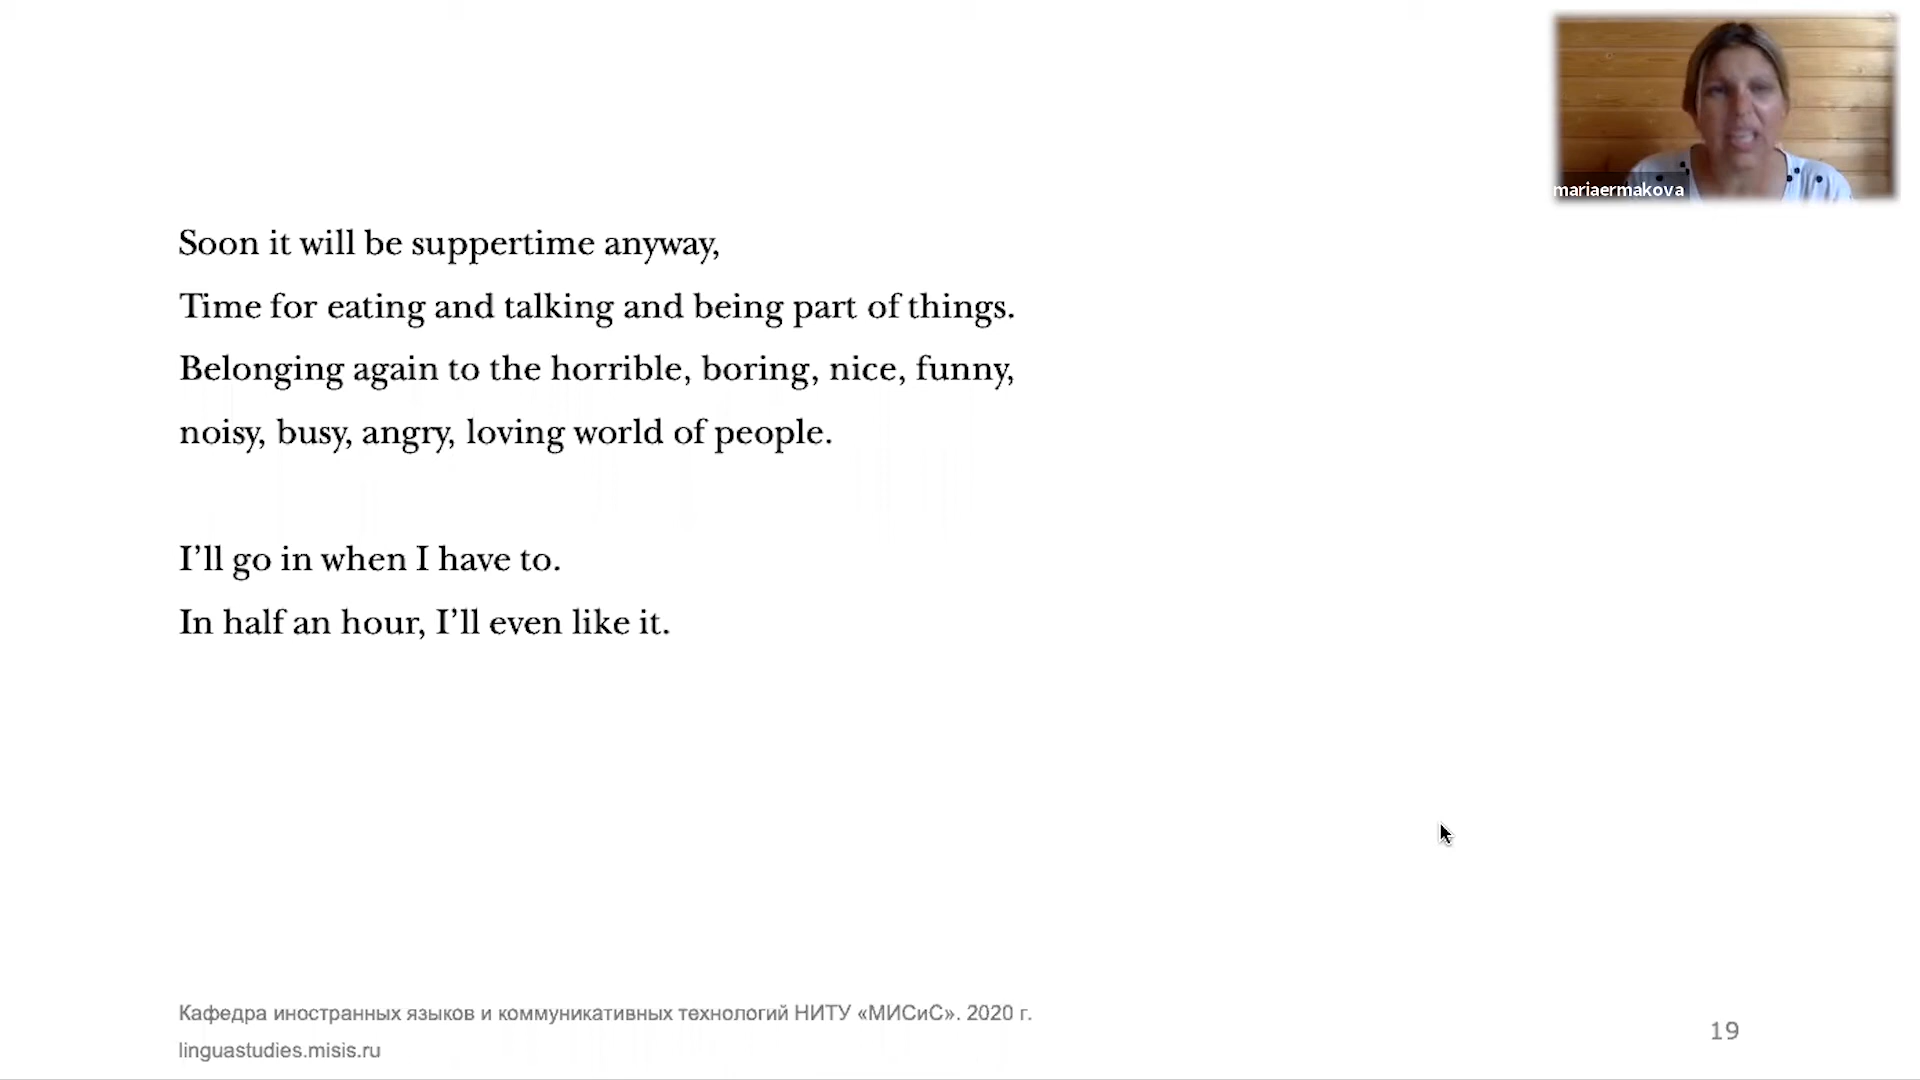 mariaermakova
Soon it will be suppertime anyway,
Time for eating and talking and being part of things.
Belonging again to the horrible, boring, nice, funny,
noisy, busy, angry, loving world of people.
I’ll go in when I have to.
In half an hour, I’ll even like it.
Кафедра иностранных языков и коммуникативных технологий НИТУ «МИСиС». 2020 г.
linguastudies.misis.ru
19